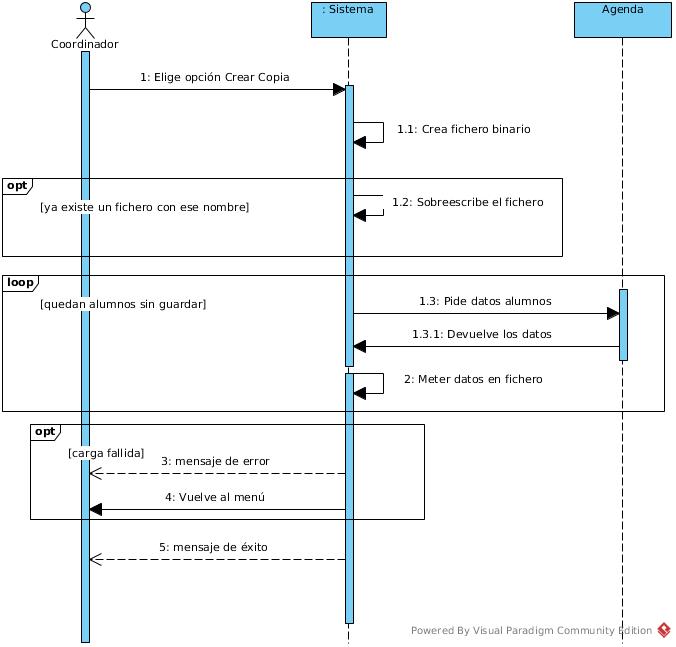 : Sistema
Agenda
Coordinador
1: Elige opción Crear Copia
1.1: Crea fichero binario
opt
1.2: Sobreescribe el fichero
[ya existe un fichero con ese nombre]
loop
1.3: Pide datos alumnos
[quedan alumnos sin guardar]
1.3.1: Devuelve los datos
2: Meter datos en fichero
opt
[carga fallida]
3: mensaje de error
4: Vuelve al menú
5: mensaje de éxito
Powered By Visual Paradigm Community Edition